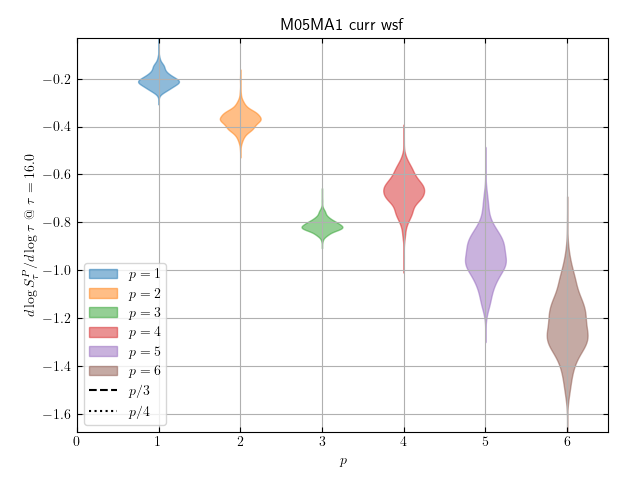 M05MA1 curr wsf
d log S_τ^P / d log τ @ τ = 16.0
−0.2
−0.4
−0.6
−0.8
−1.0
−1.2
−1.4
−1.6
p = 1
p = 2
p = 3
p = 4
p = 5
p = 6
p/3
p/4
0 1 2 3 4 5 6
p